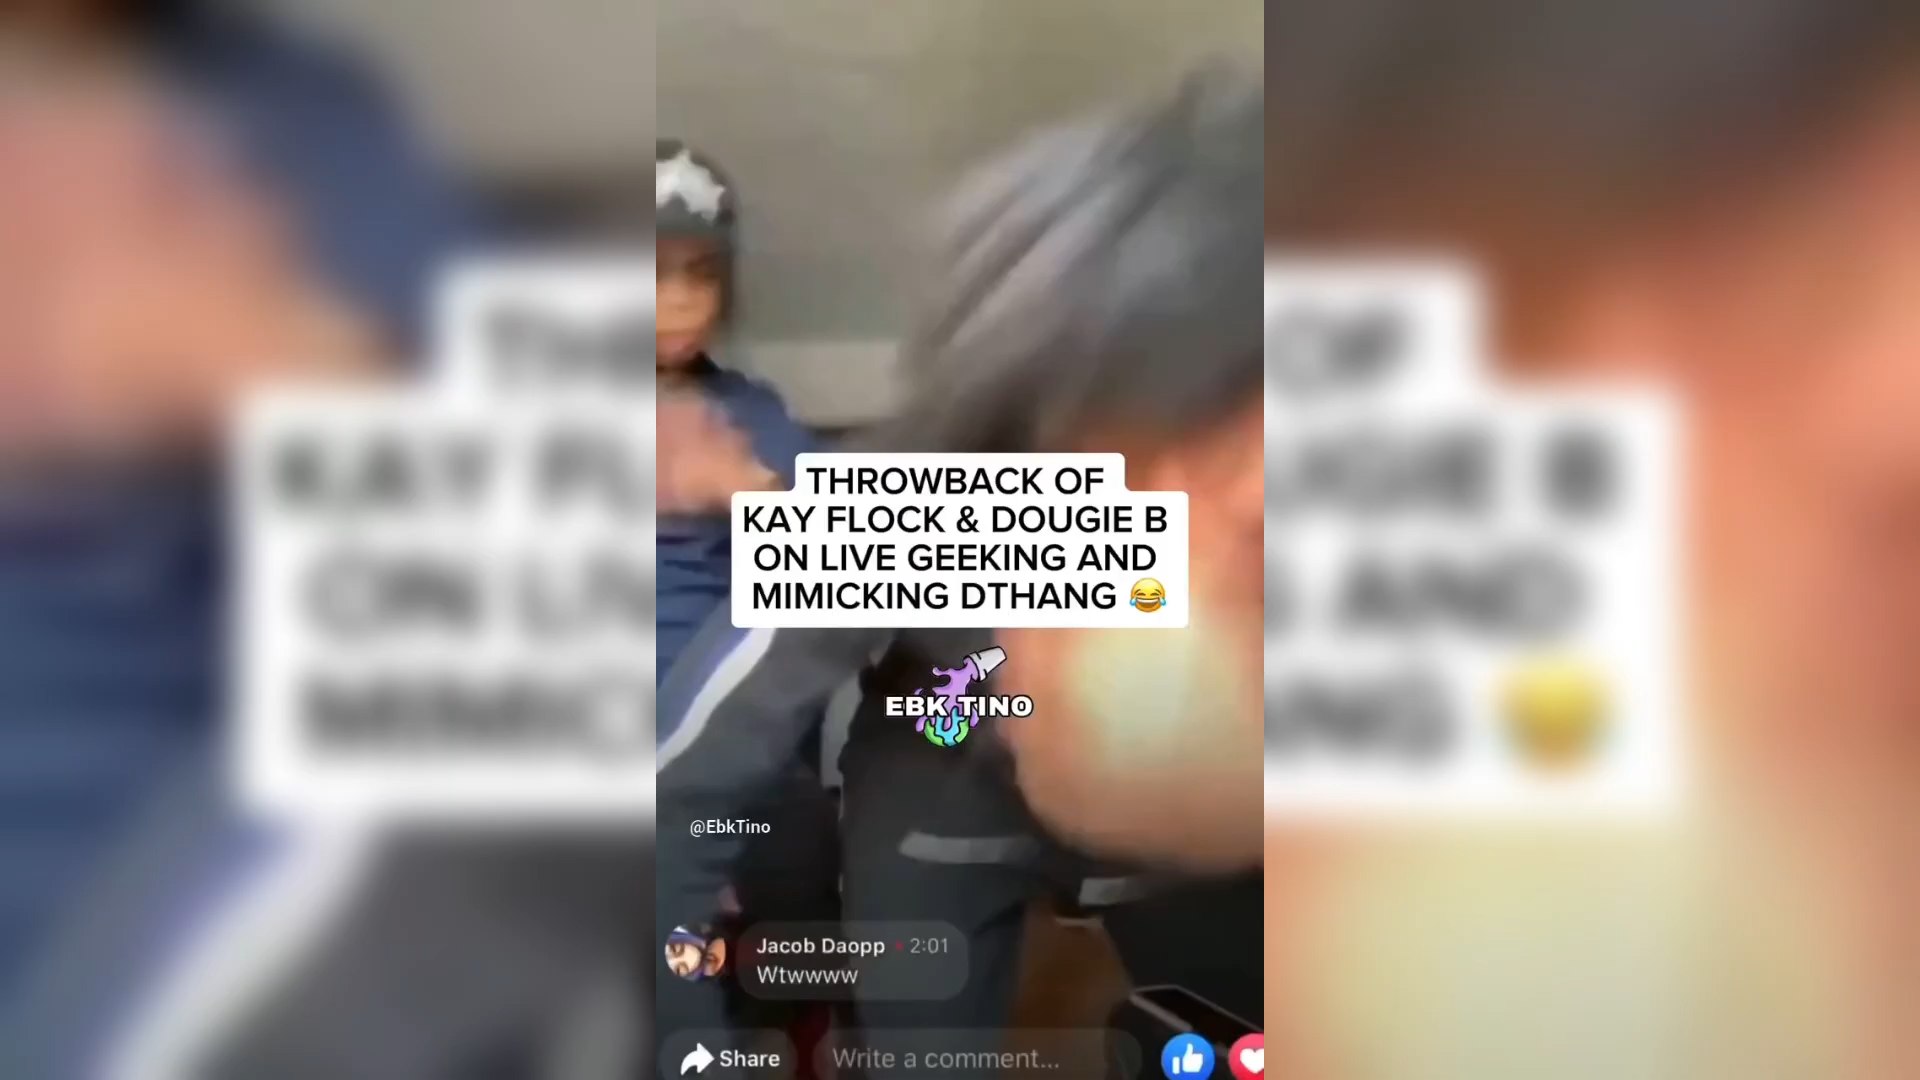 THROWBACK OF
KAY FLOCK & DOUGIE B
ON LIVE GEEKING AND
MIMICKING DTHANG 😂
EBK TINO
@EbkTino
Jacob Daopp • 2:01
Wtwwww
Share
Write a comment...